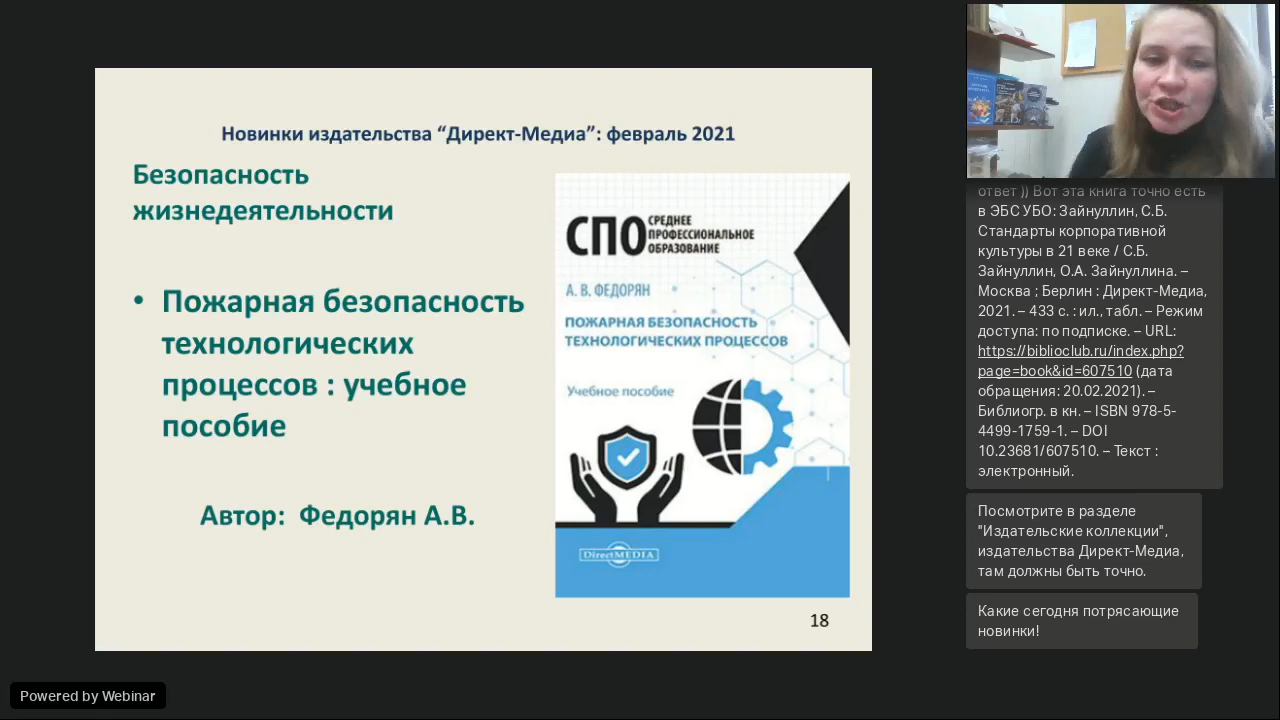 Новинки издательства “Директ-Медиа”: февраль 2021
Безопасность
жизнедеятельности
• Пожарная безопасность
технологических
процессов : учебное
пособие
Автор: Федорян А.В.
СПО СРЕДНЕЕ
ПРОФЕССИОНАЛЬНОЕ
ОБРАЗОВАНИЕ
А. В. ФЕДОРЯН
ПОЖАРНАЯ БЕЗОПАСНОСТЬ
ТЕХНОЛОГИЧЕСКИХ ПРОЦЕССОВ
Учебное пособие
DirectMEDIA
18
ответ )) Вот эта книга точно есть
в ЭБС УБО: Зайнуллин, С.Б.
Стандарты корпоративной
культуры в 21 веке / С.Б.
Зайнуллин, О.А. Зайнуллина. –
Москва ; Берлин : Директ-Медиа,
2021. – 433 с. : ил., табл. – Режим
доступа: по подписке. – URL:
https://biblioclub.ru/index.php?
page=book&id=607510 (дата
обращения: 20.02.2021). –
Библиогр. в кн. – ISBN 978-5-
4499-1759-1. – DOI
10.23681/607510. – Текст :
электронный.
Посмотрите в разделе
"Издательские коллекции",
издательства Директ-Медиа,
там должны быть точно.
Какие сегодня потрясающие
новинки!
Powered by Webinar